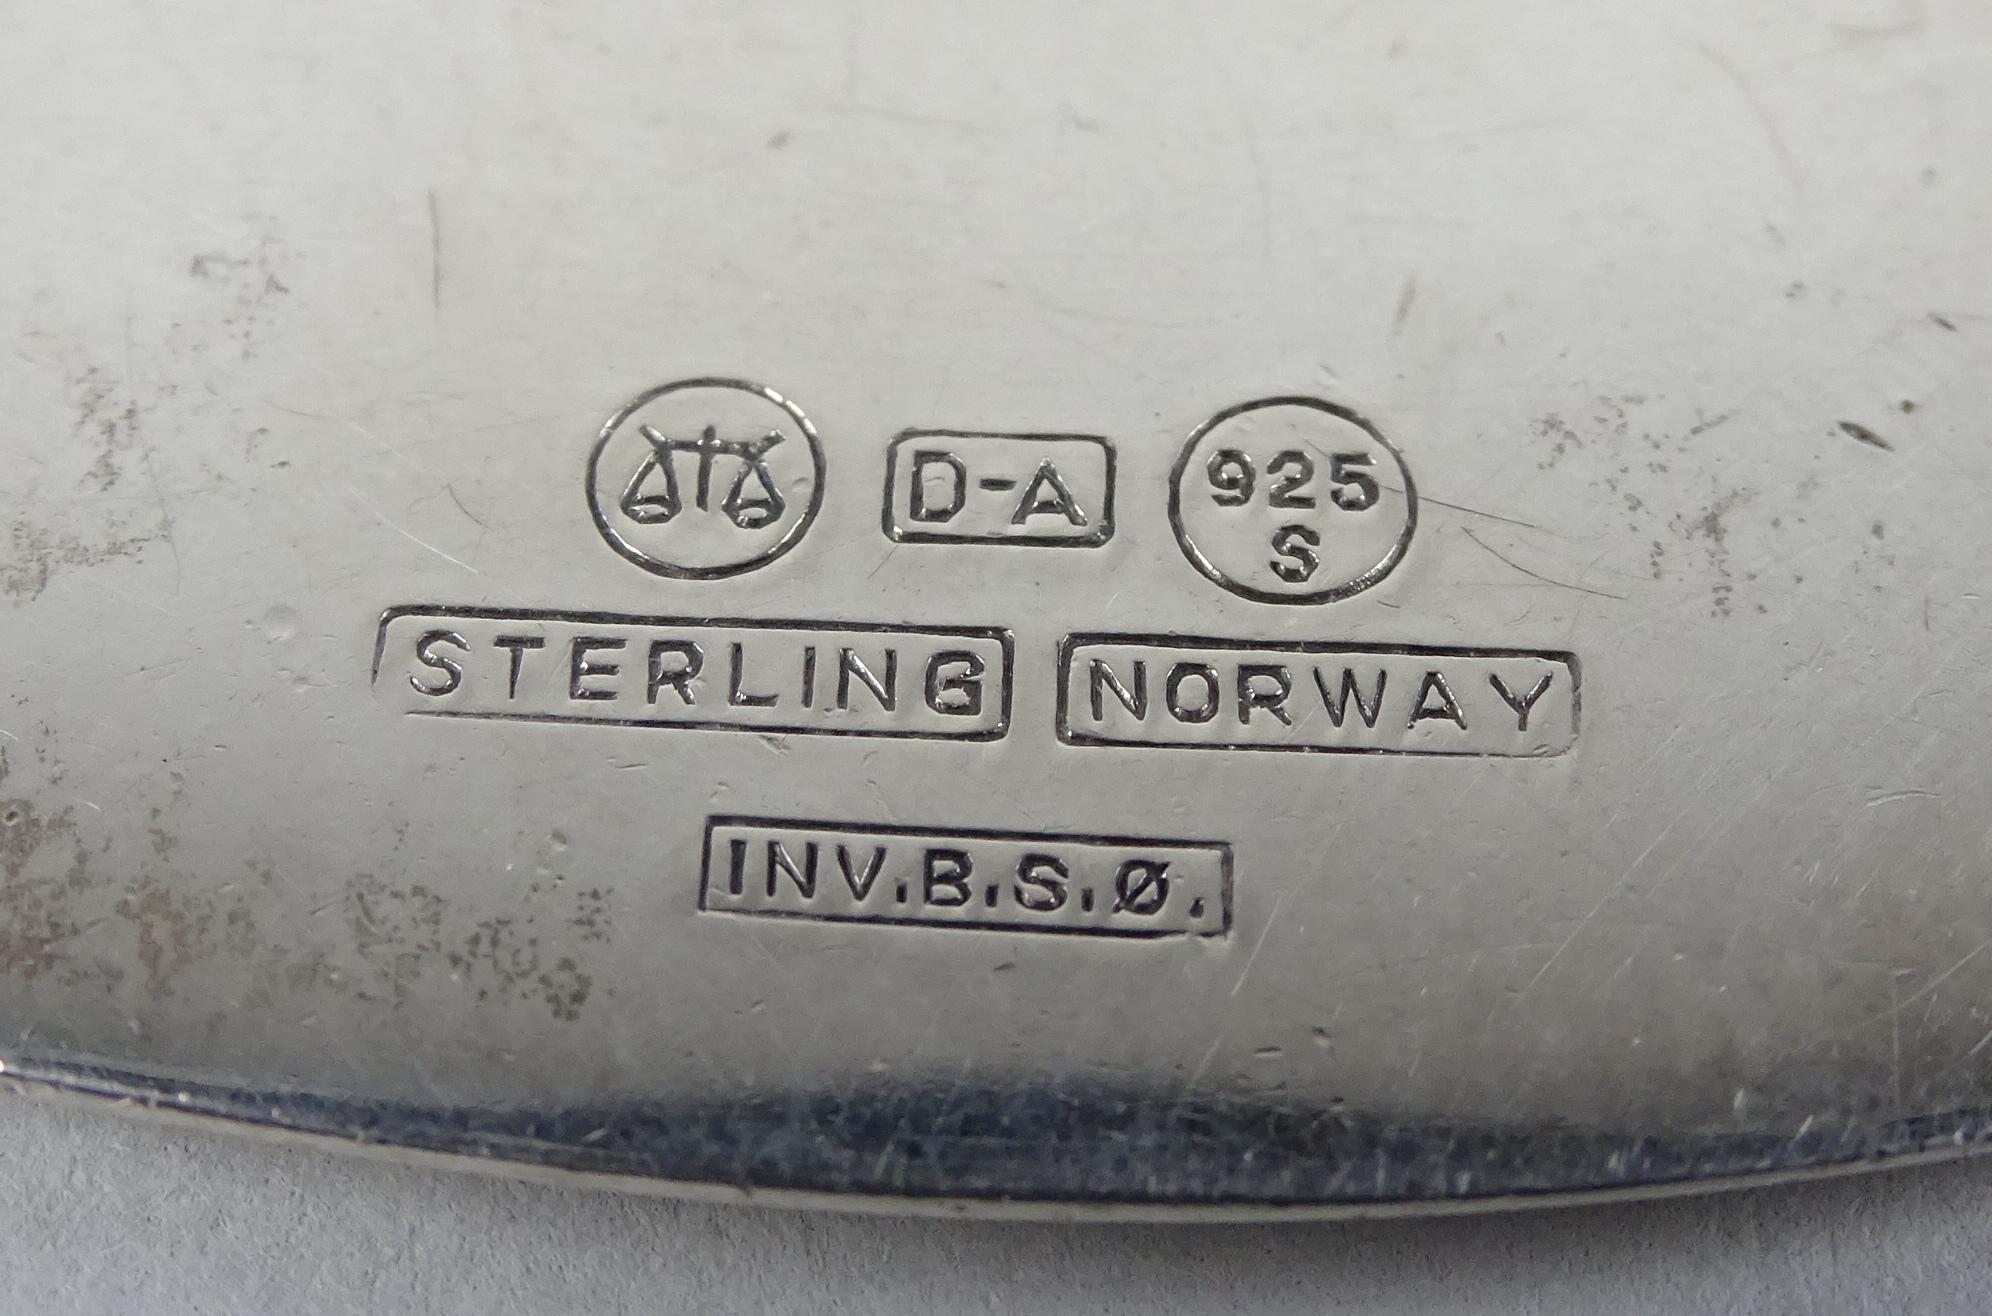 D-A 925
S
STERLING NORWAY
INV.B.S.Ø.